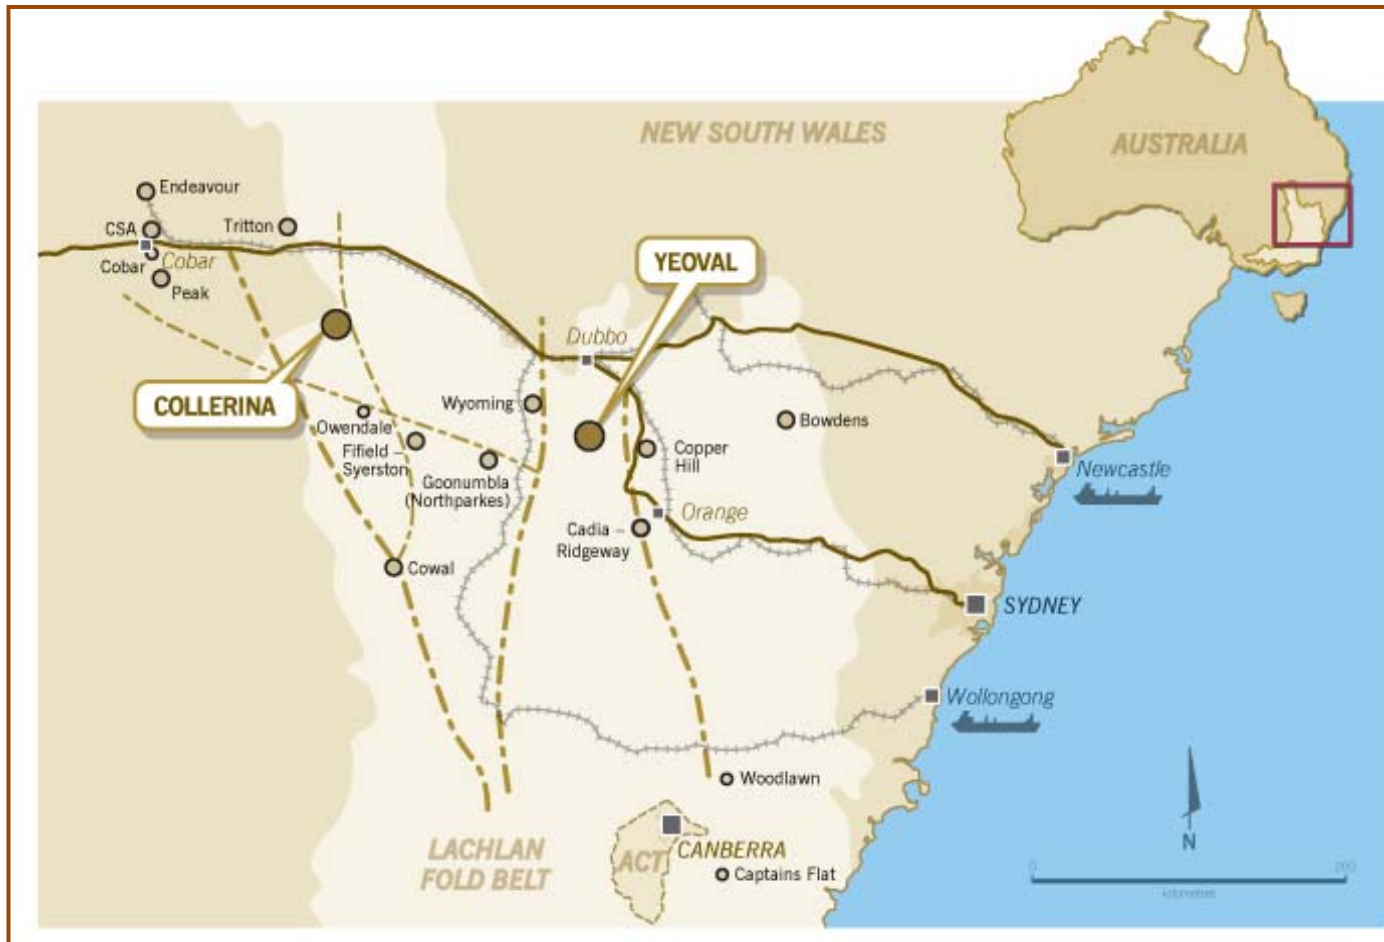 NEW SOUTH WALES
AUSTRALIA
Endeavour
CSA
Tritton
Cobar
Cobar
Peak
YEOVAL
Dubbo
COLLERINA
Wyoming
Owendale
Fifield –
Syerston
Goonumbla
(Northparkes)
Copper
Hill
Bowdens
Newcastle
Orange
Cadia –
Ridgeway
Cowal
SYDNEY
Wollongong
Woodlawn
LACHLAN
FOLD BELT
ACT
CANBERRA
Captains Flat
N
0
200
kilometres